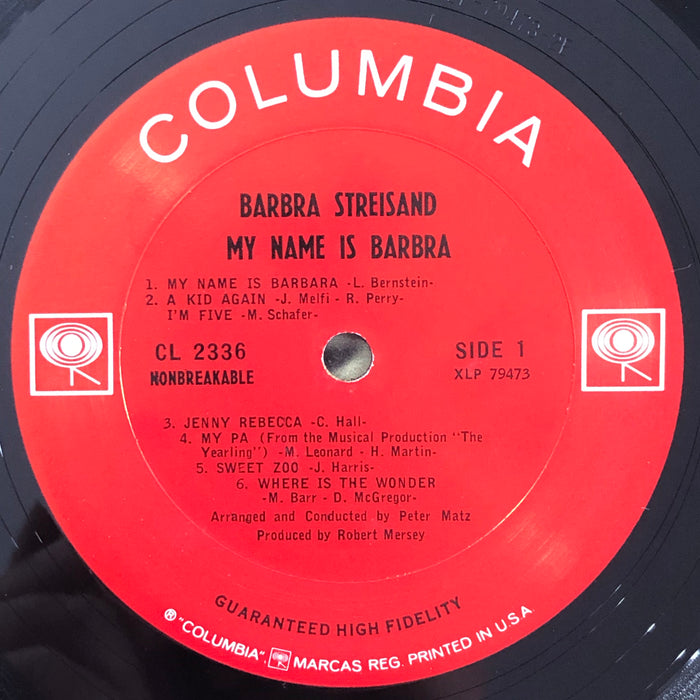 COLUMBIA
BARBRA STREISAND
MY NAME IS BARBRA
1. MY NAME IS BARBARA -L. Bernstein-
2. A KID AGAIN -J. Melfi - R. Perry-
I'M FIVE -M. Schafer-
CL 2336
NONBREAKABLE
SIDE 1
XLP 79473
3. JENNY REBECCA -C. Hall-
4. MY PA (From the Musical Production "The
Yearling") -M. Leonard - H. Martin-
5. SWEET ZOO -J. Harris-
6. WHERE IS THE WONDER
-M. Barr - D. McGregor-
Arranged and Conducted by Peter Matz
Produced by Robert Mersey
GUARANTEED HIGH FIDELITY
® "COLUMBIA", MARCAS REG. PRINTED IN U.S.A.